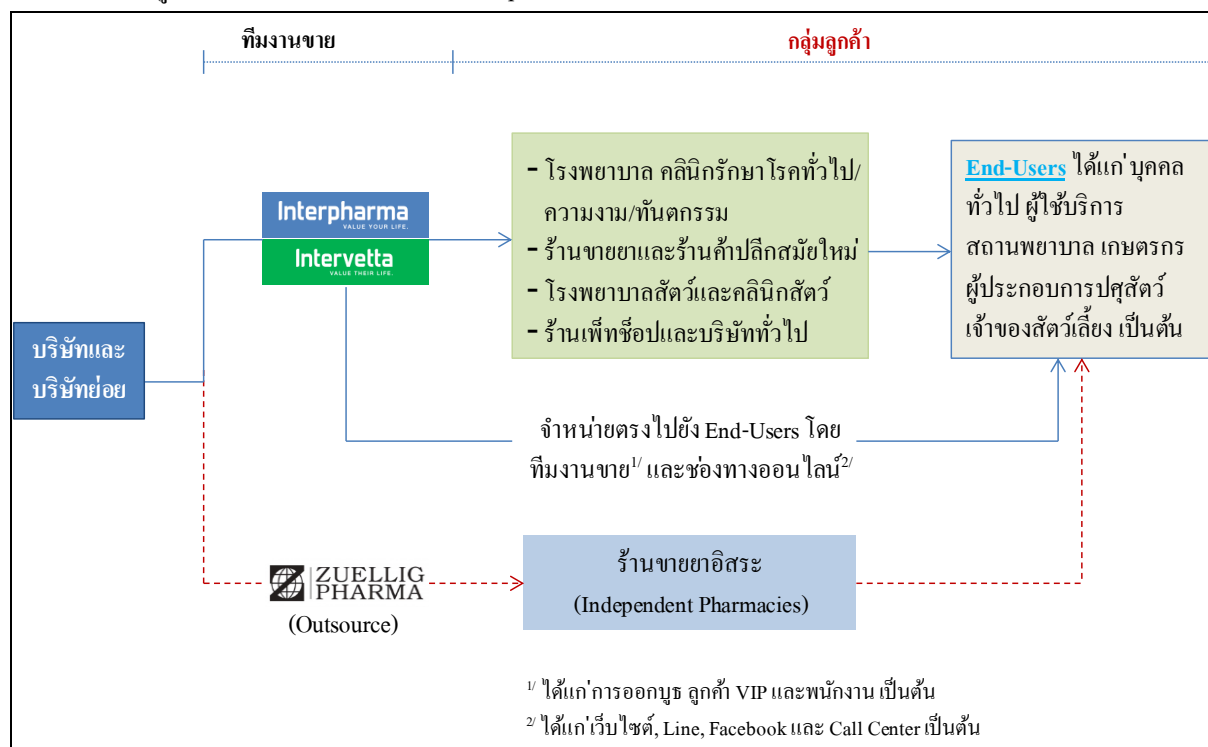 ทีมงานขาย
กลุ่มลูกค้า
Interpharma
VALUE YOUR LIFE.
Intervetta
VALUE THEIR LIFE.
- โรงพยาบาล คลินิกรักษาโรคทั่วไป/
ความงาม/ทันตกรรม
- ร้านขายยาและร้านค้าปลีกสมัยใหม่
- โรงพยาบาลสัตว์และคลินิกสัตว์
- ร้านเพ็ทช็อปและบริษัททั่วไป
End-Users ได้แก่ บุคคล
ทั่วไป ผู้ใช้บริการ
สถานพยาบาล เกษตรกร
ผู้ประกอบการปศุสัตว์
เจ้าของสัตว์เลี้ยง เป็นต้น
บริษัทและ
บริษัทย่อย
จำหน่ายตรงไปยัง End-Users โดย
ทีมงานขาย1/ และช่องทางออนไลน์2/
ZUELLIG
PHARMA
(Outsource)
ร้านขายยาอิสระ
(Independent Pharmacies)
1/ ได้แก่ การออกบูธ ลูกค้า VIP และพนักงาน เป็นต้น
2/ ได้แก่ เว็บไซต์, Line, Facebook และ Call Center เป็นต้น